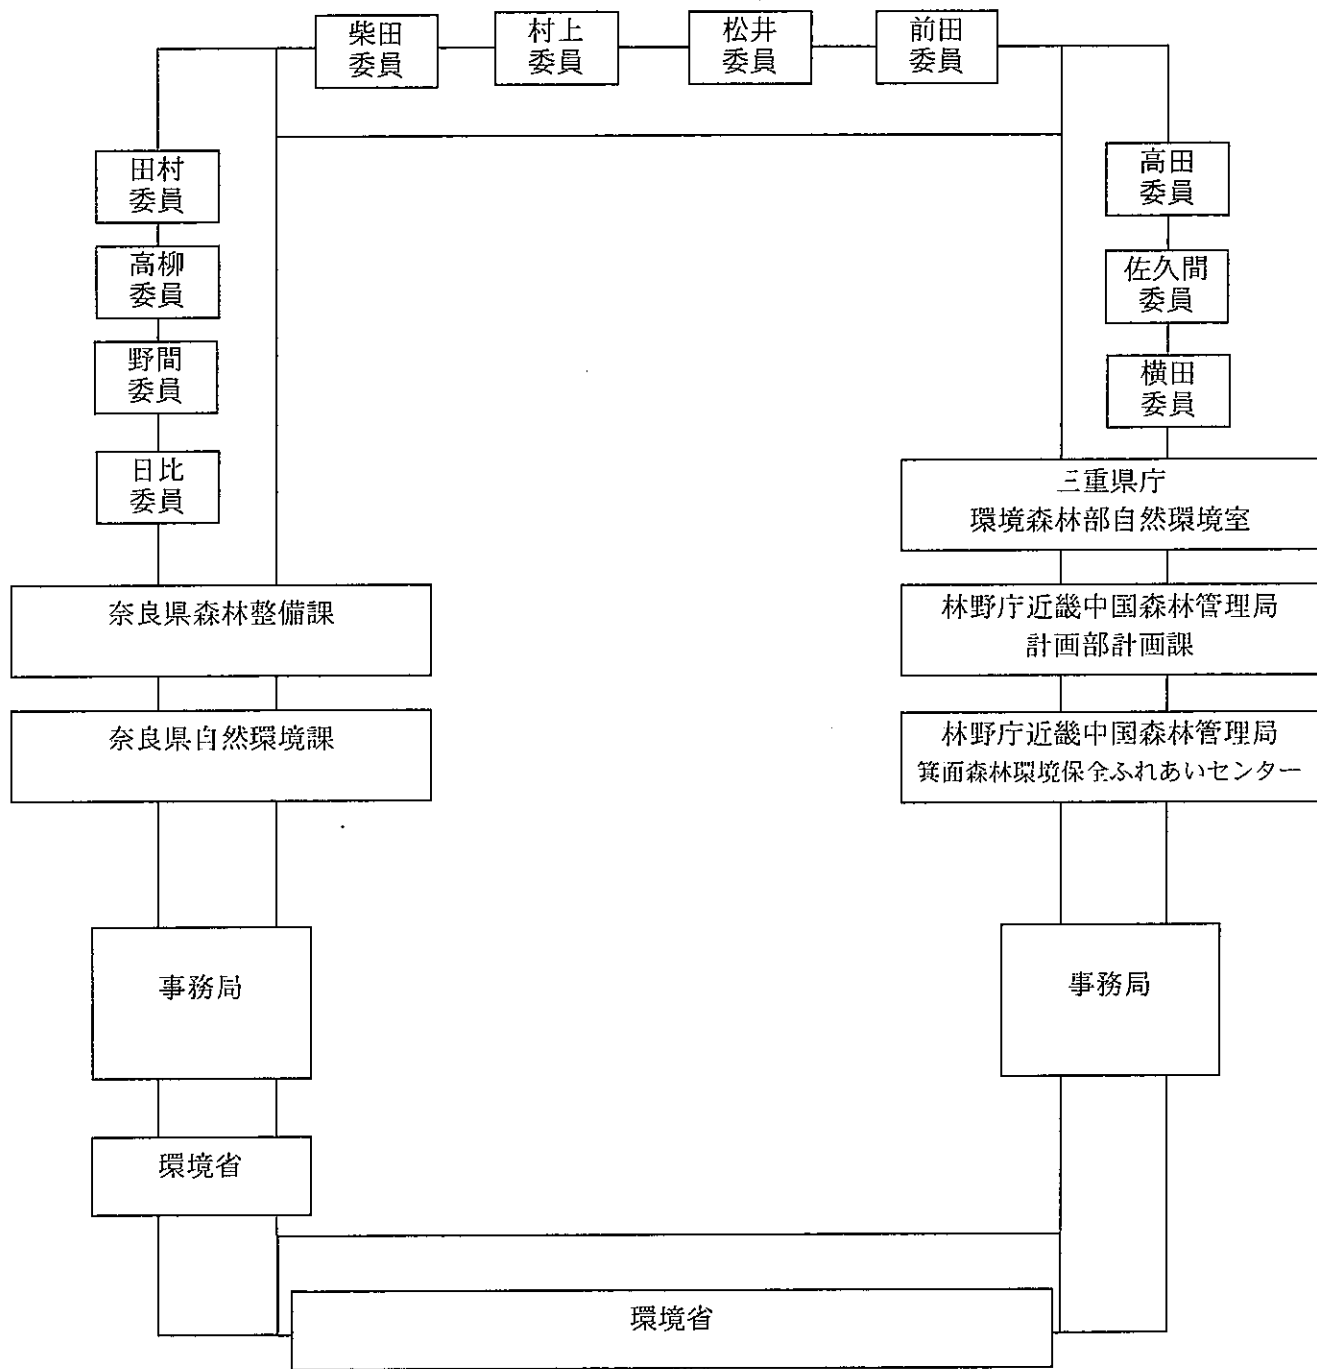 柴田
委員
村上
委員
松井
委員
前田
委員
田村
委員
高柳
委員
野間
委員
日比
委員
高田
委員
佐久間
委員
横田
委員
奈良県森林整備課
奈良県自然環境課
三重県庁
環境森林部自然環境室
林野庁近畿中国森林管理局
計画部計画課
林野庁近畿中国森林管理局
箕面森林環境保全ふれあいセンター
事務局
事務局
環境省
環境省